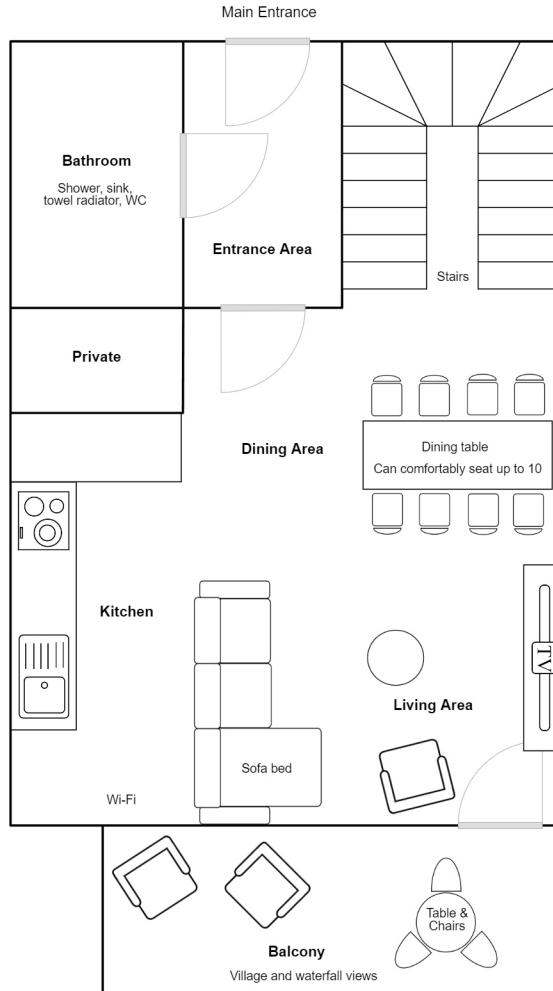 Main Entrance
Bathroom
Shower, sink,
towel radiator, WC
Entrance Area
Stairs
Private
Dining Area
Dining table
Can comfortably seat up to 10
Kitchen
TV
Living Area
Sofa bed
Wi-Fi
Table &
Chairs
Balcony
Village and waterfall views